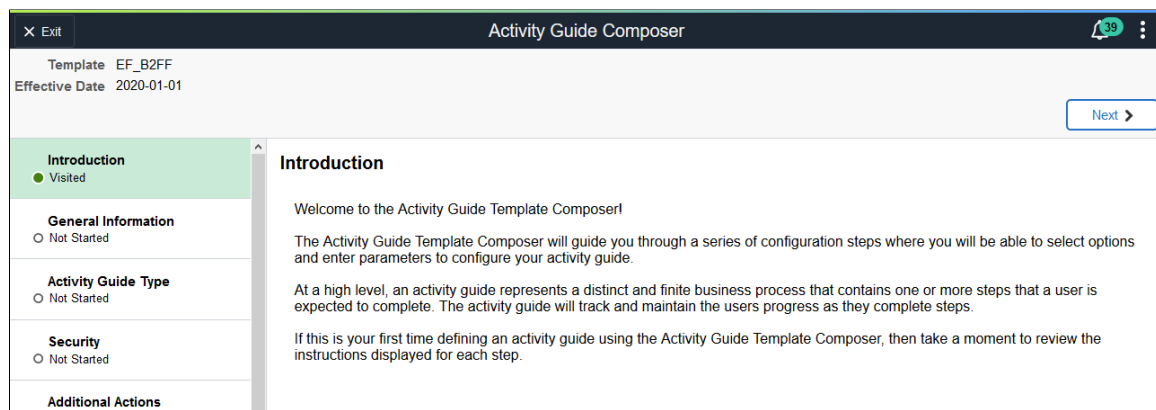 Exit
Activity Guide Composer
39
Template EF_B2FF
Effective Date 2020-01-01
Next
Introduction
Visited
General Information
Not Started
Activity Guide Type
Not Started
Security
Not Started
Additional Actions
Introduction
Welcome to the Activity Guide Template Composer!
The Activity Guide Template Composer will guide you through a series of configuration steps where you will be able to select options
and enter parameters to configure your activity guide.
At a high level, an activity guide represents a distinct and finite business process that contains one or more steps that a user is
expected to complete. The activity guide will track and maintain the users progress as they complete steps.
If this is your first time defining an activity guide using the Activity Guide Template Composer, then take a moment to review the
instructions displayed for each step.